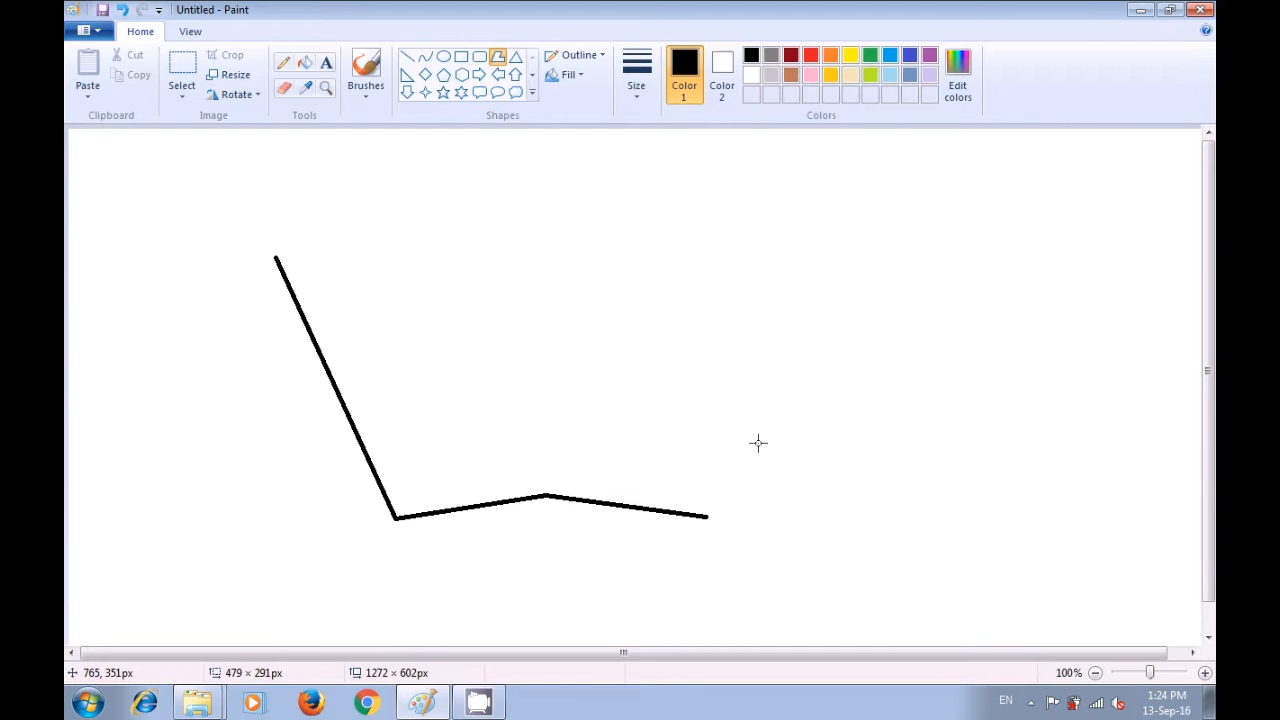 Untitled - Paint
Home View
Paste
Cut
Copy
Clipboard
Select
Crop
Resize
Rotate
Image
A
Tools
Brushes
Shapes
Outline
Fill
Size
Color 1
Color 2
Edit colors
Colors
765, 351px 479 × 291px 1272 × 602px 100%
EN 1:24 PM
13-Sep-16